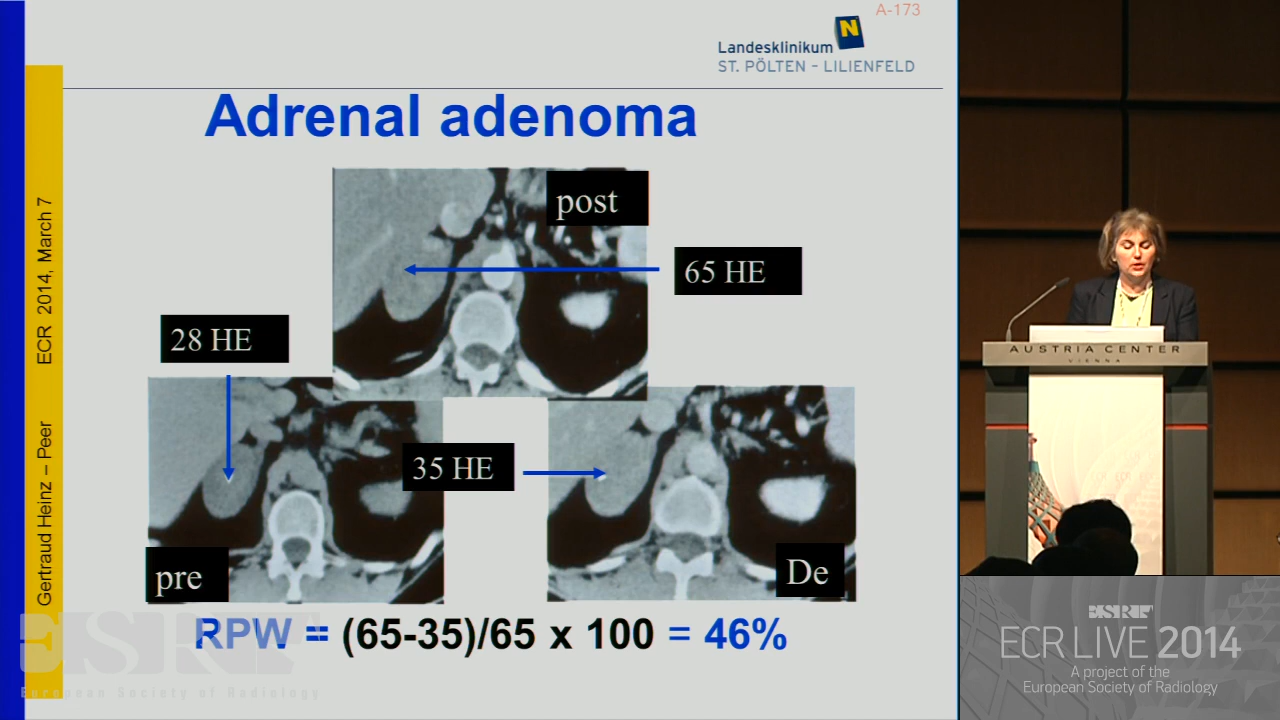 A-173
N
Landesklinikum
ST. PÖLTEN – LILIENFELD
Adrenal adenoma
post
65 HE
28 HE
35 HE
pre
De
RPW = (65-35)/65 x 100 = 46%
Gertraud Heinz – Peer ECR 2014, March 7
ESR
European Society of Radiology
AUSTRIA CENTER
VIENNA
ESR
ECR LIVE 2014
A project of the
European Society of Radiology